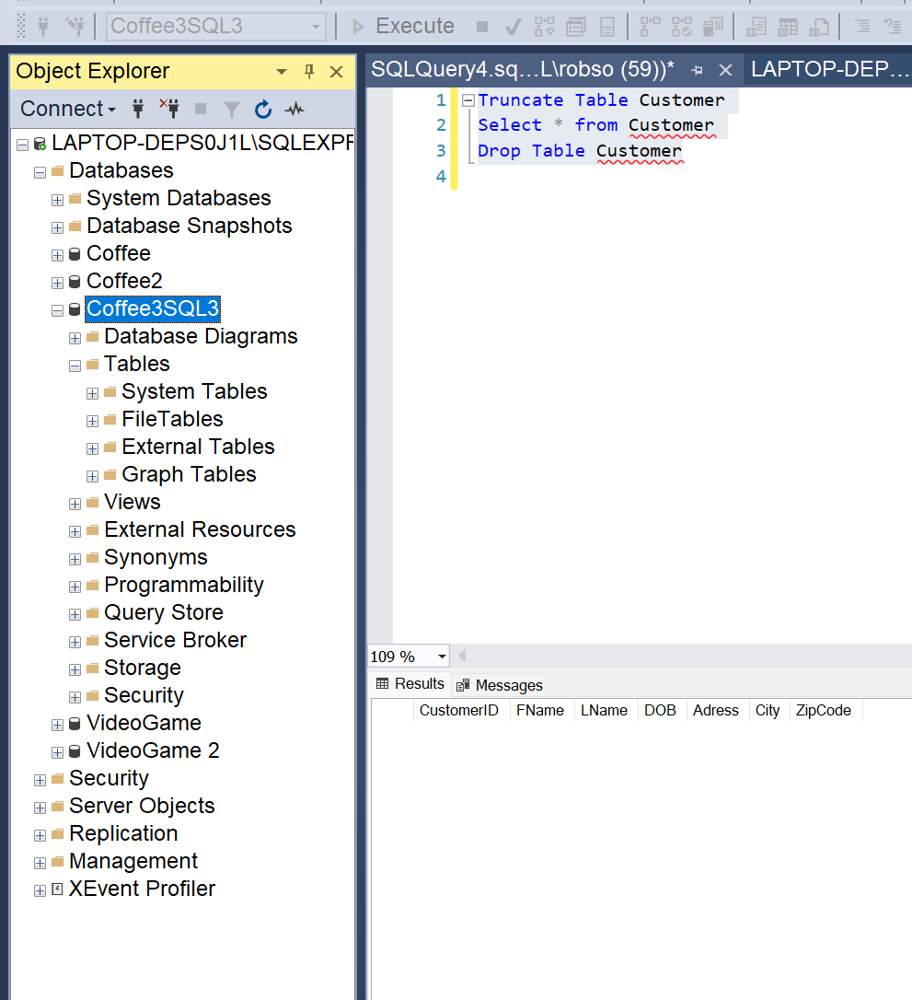 Coffee3SQL3 Execute
Object Explorer
Connect
LAPTOP-DEPS0J1L\SQLEXPR
Databases
System Databases
Database Snapshots
Coffee
Coffee2
Coffee3SQL3
Database Diagrams
Tables
System Tables
FileTables
External Tables
Graph Tables
Views
External Resources
Synonyms
Programmability
Query Store
Service Broker
Storage
Security
VideoGame
VideoGame 2
Security
Server Objects
Replication
Management
XEvent Profiler
SQLQuery4.sq...L\robso (59))* LAPTOP-DEP...
1 Truncate Table Customer
2 Select * from Customer
3 Drop Table Customer
4
109 %
Results Messages
CustomerID FName LName DOB Adress City ZipCode